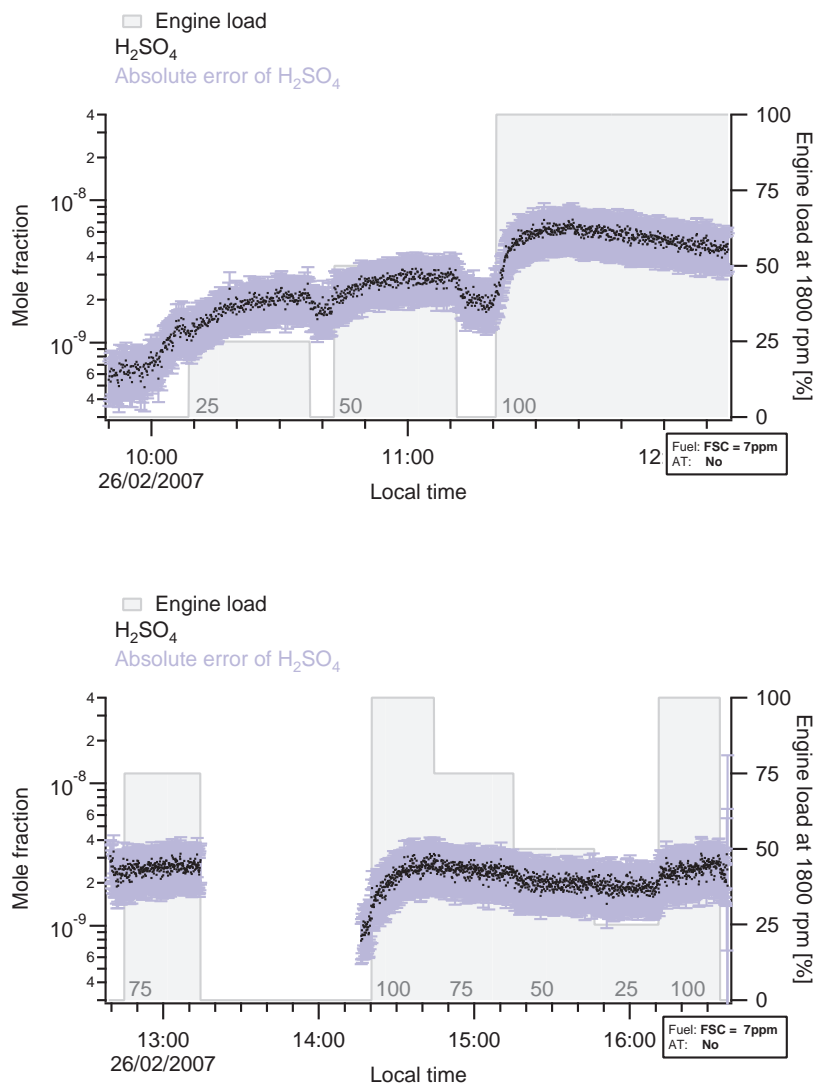 Engine load
H₂SO₄
Absolute error of H₂SO₄
4
2
10⁻⁸
6
4
2
10⁻⁹
6
4
Mole fraction
100
75
50
25
0
Engine load at 1800 rpm [%]
25
50
100
10:00
11:00
12:
26/02/2007
Local time
Fuel: FSC = 7ppm
AT: No
Engine load
H₂SO₄
Absolute error of H₂SO₄
4
2
10⁻⁸
6
4
2
10⁻⁹
6
4
Mole fraction
100
75
50
25
0
Engine load at 1800 rpm [%]
75
100
75
50
25
100
13:00
14:00
15:00
16:00
26/02/2007
Local time
Fuel: FSC = 7ppm
AT: No